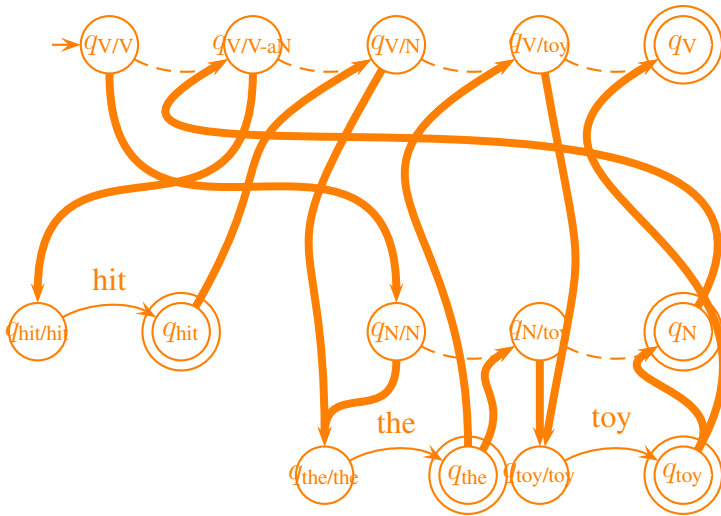 qV/V qV/V-aN qV/N qV/toy qV
hit
qhit/hit qhit qN/N qN/toy qN
the toy
qthe/the qthe qtoy/toy qtoy